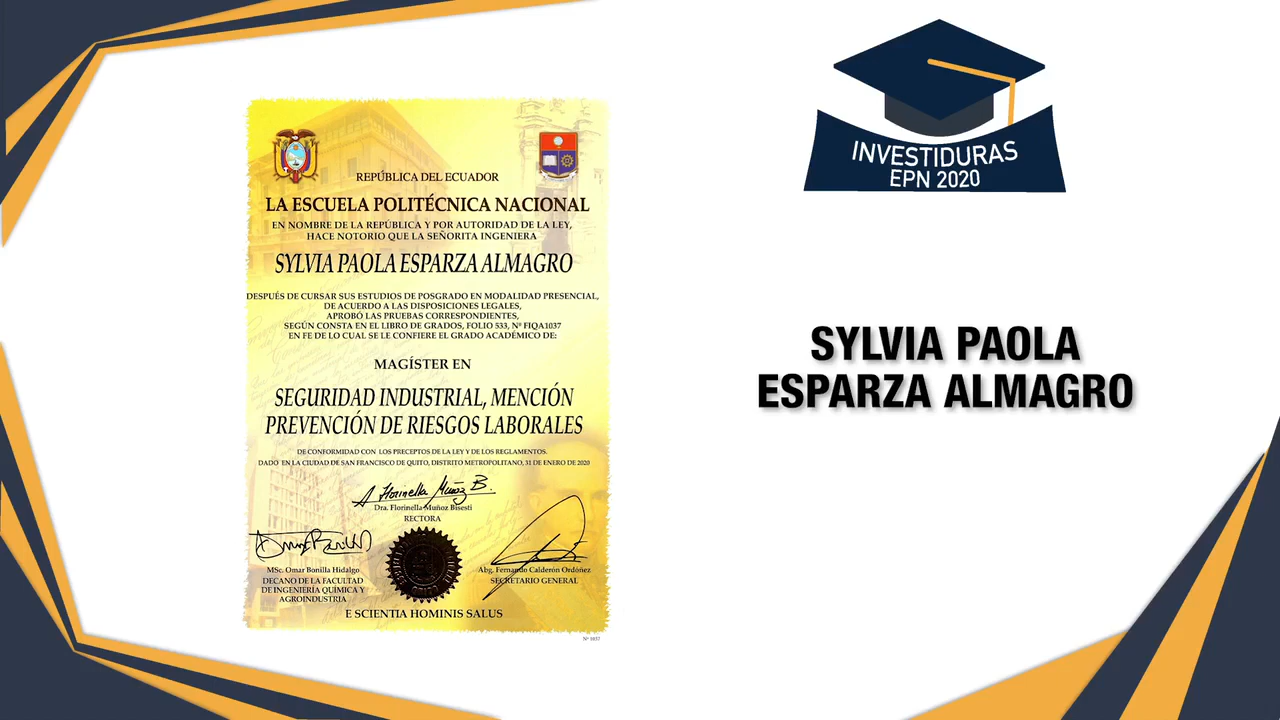 REPÚBLICA DEL ECUADOR
LA ESCUELA POLITÉCNICA NACIONAL
EN NOMBRE DE LA REPÚBLICA Y POR AUTORIDAD DE LA LEY,
HACE NOTORIO QUE LA SEÑORITA INGENIERA
SYLVIA PAOLA ESPARZA ALMAGRO
DESPUÉS DE CURSAR SUS ESTUDIOS DE POSGRADO EN MODALIDAD PRESENCIAL,
DE ACUERDO A LAS DISPOSICIONES LEGALES,
APROBÓ LAS PRUEBAS CORRESPONDIENTES,
SEGÚN CONSTA EN EL LIBRO DE GRADOS, FOLIO 533, Nº FIQA1037
EN FE DE LO CUAL SE LE CONFIERE EL GRADO ACADÉMICO DE:
MAGÍSTER EN
SEGURIDAD INDUSTRIAL, MENCIÓN
PREVENCIÓN DE RIESGOS LABORALES
DE CONFORMIDAD CON LOS PRECEPTOS DE LA LEY Y DE LOS REGLAMENTOS.
DADO EN LA CIUDAD DE SAN FRANCISCO DE QUITO, DISTRITO METROPOLITANO, 31 DE ENERO DE 2020
Florinella Muñoz B.
Dra. Florinella Muñoz Bisesti
RECTORA
MSc. Omar Bonilla Hidalgo
DECANO DE LA FACULTAD
DE INGENIERÍA QUÍMICA Y
AGROINDUSTRIA
Abg. Fernando Calderón Ordóñez
SECRETARIO GENERAL
E SCIENTIA HOMINIS SALUS
Nº 1037
INVESTIDURAS
EPN 2020
SYLVIA PAOLA
ESPARZA ALMAGRO